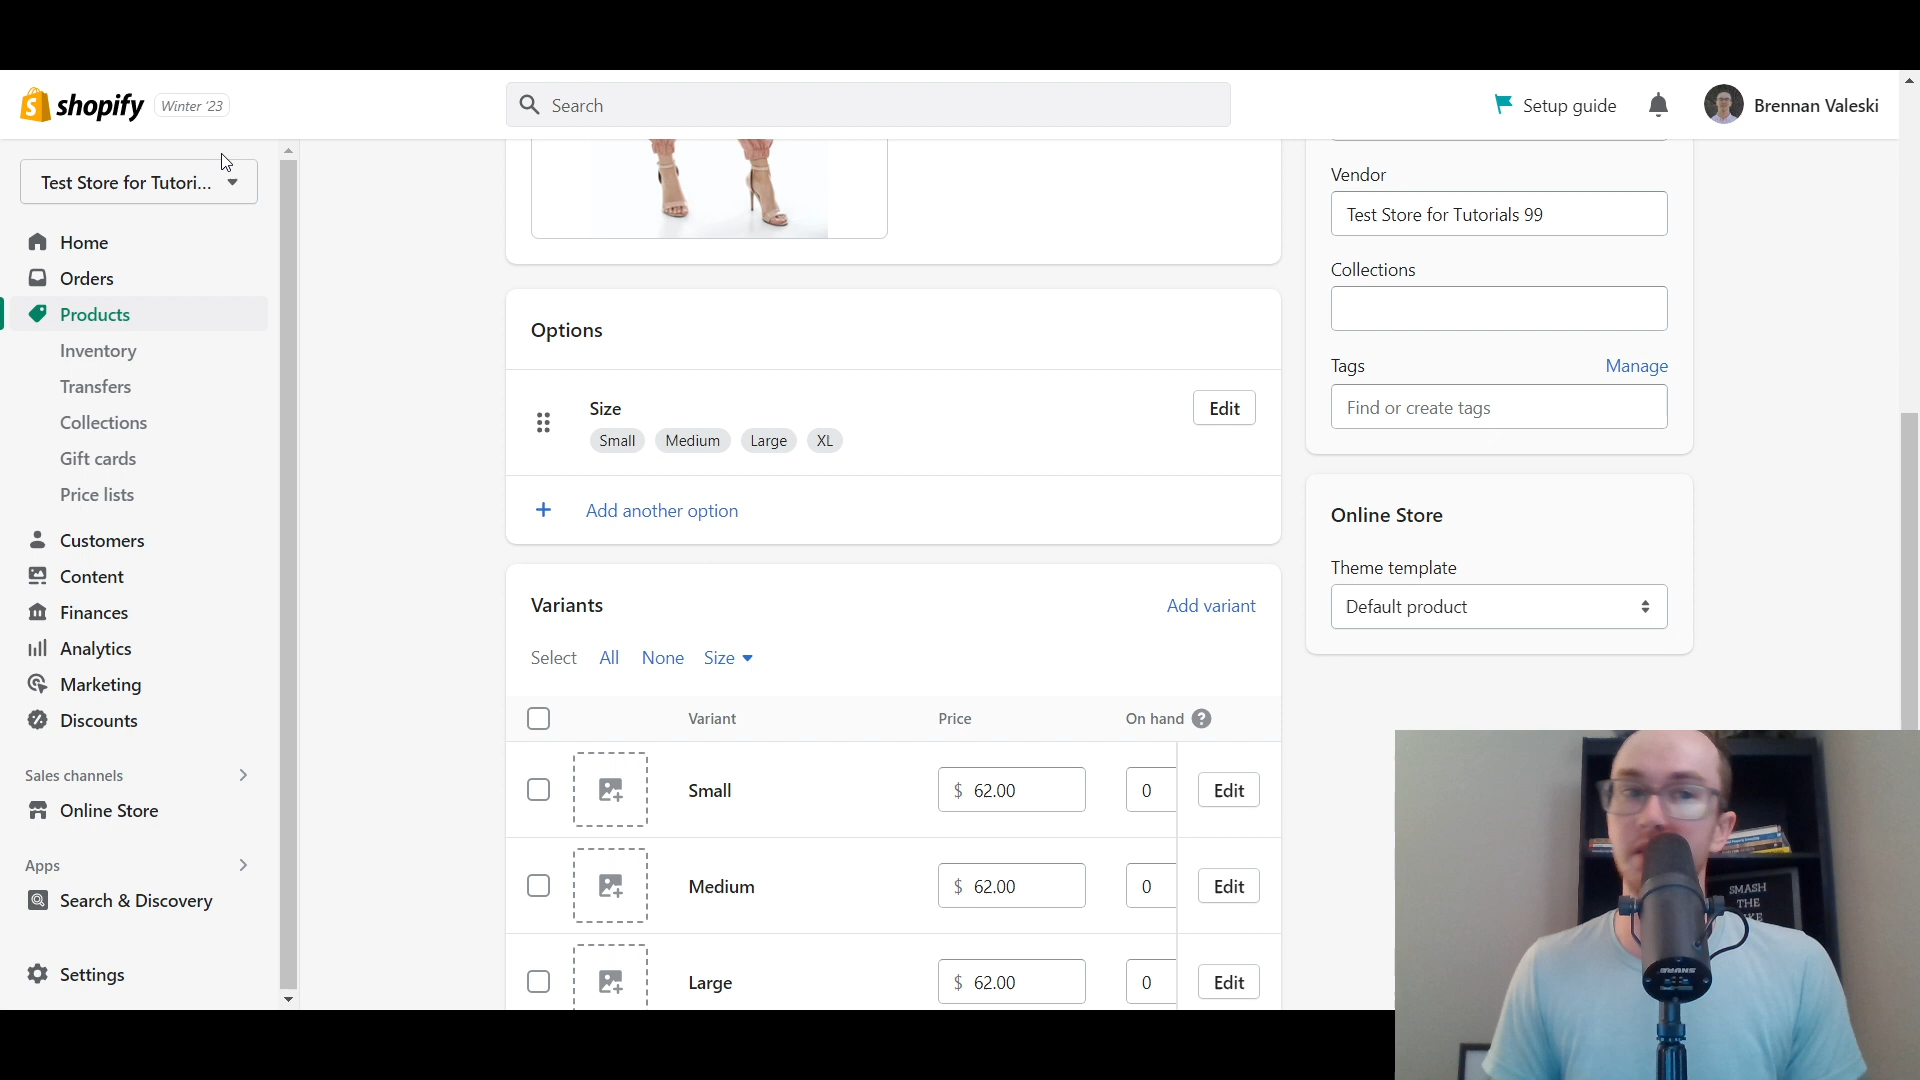 shopify Winter '23
Search
Setup guide
Brennan Valeski
Test Store for Tutori...
Home
Orders
Products
Inventory
Transfers
Collections
Gift cards
Price lists
Customers
Content
Finances
Analytics
Marketing
Discounts
Sales channels
Online Store
Apps
Search & Discovery
Settings
Options
Size
Edit
Small Medium Large XL
+ Add another option
Variants
Add variant
Select All None Size
Variant Price On hand ?
Small $ 62.00 0 Edit
Medium $ 62.00 0 Edit
Large $ 62.00 0 Edit
Vendor
Test Store for Tutorials 99
Collections
Tags Manage
Find or create tags
Online Store
Theme template
Default product
SMASH
THE
SHURE